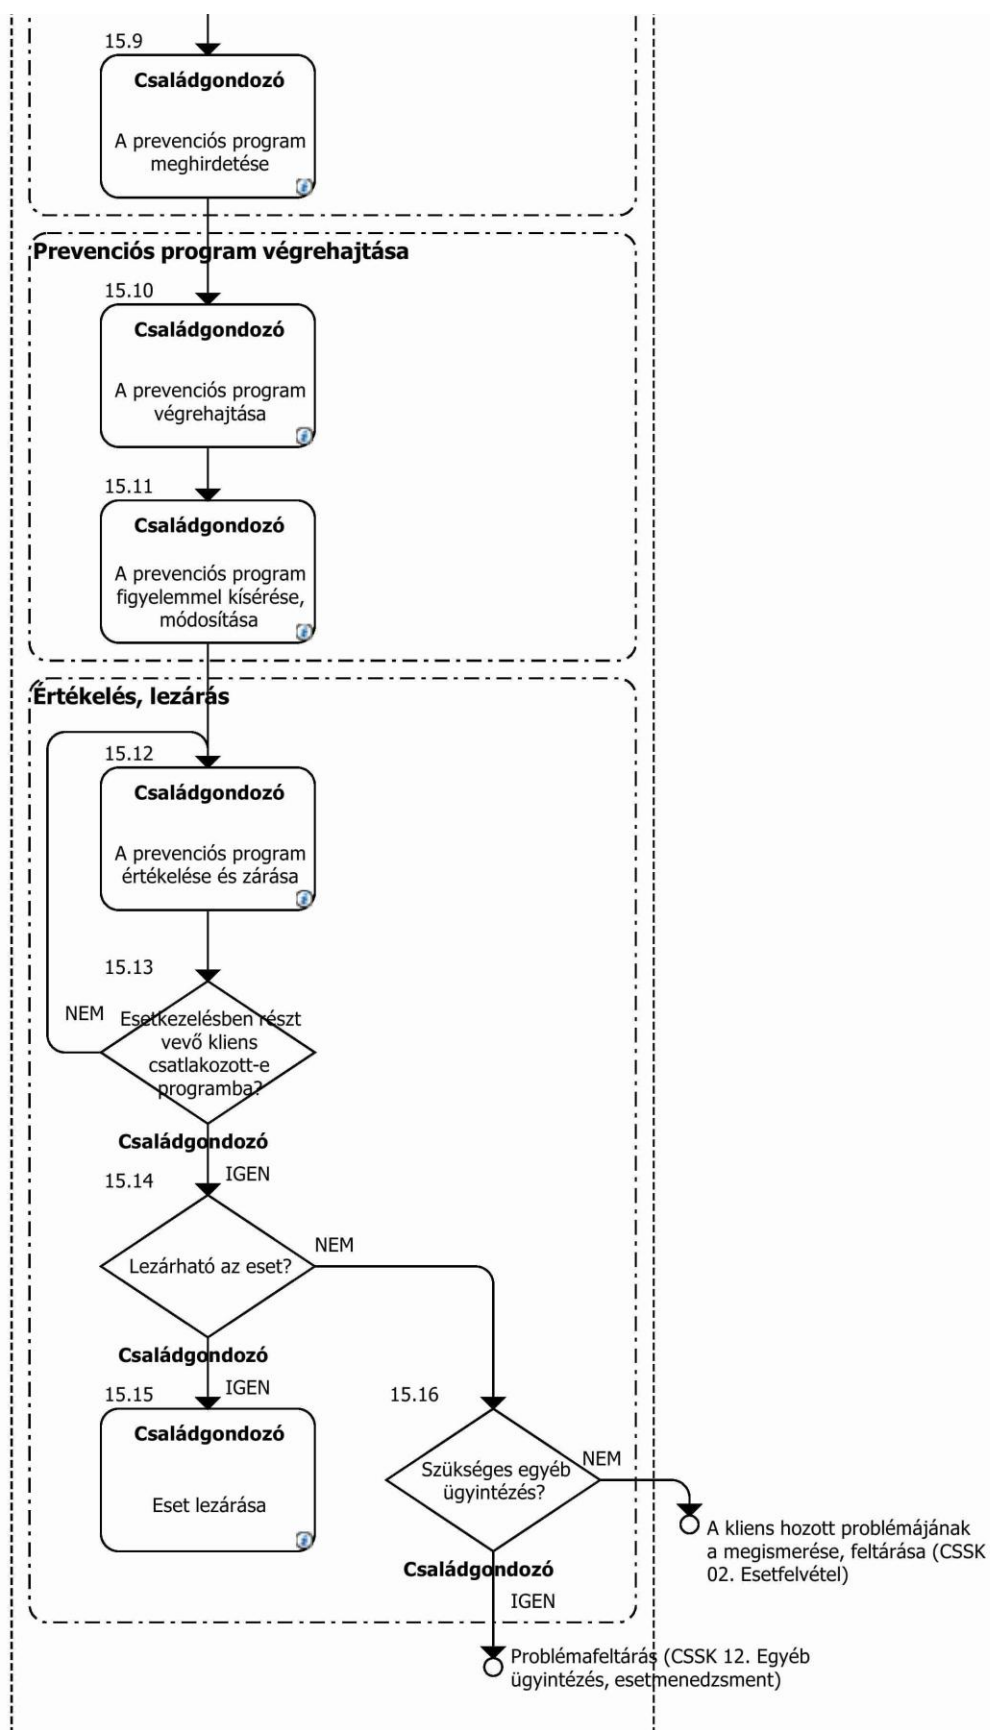 15.9
Családgondozó
A prevenciós program
meghirdetése
Prevenciós program végrehajtása
15.10
Családgondozó
A prevenciós program
végrehajtása
15.11
Családgondozó
A prevenciós program
figyelemmel kísérése,
módosítása
Értékelés, lezárás
15.12
Családgondozó
A prevenciós program
értékelése és zárása
15.13
NEM
Esetkezelésben részt
vevő kliens
csatlakozott-e
programba?
Családgondozó
IGEN
15.14
Lezárható az eset?
NEM
Családgondozó
IGEN
15.15
Családgondozó
Eset lezárása
15.16
Szükséges egyéb
ügyintézés?
NEM
A kliens hozott problémájának
a megismerése, feltárása (CSSK
02. Esetfelvétel)
Családgondozó
IGEN
Problémafeltárás (CSSK 12. Egyéb
ügyintézés, esetmenedzsment)